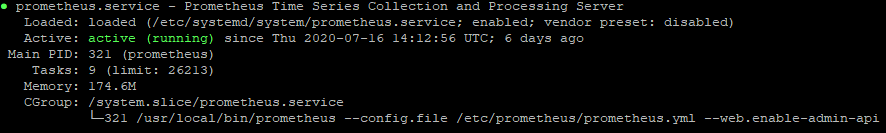 ● prometheus.service - Prometheus Time Series Collection and Processing Server
Loaded: loaded (/etc/systemd/system/prometheus.service; enabled; vendor preset: disabled)
Active: active (running) since Thu 2020-07-16 14:12:56 UTC; 6 days ago
Main PID: 321 (prometheus)
Tasks: 9 (limit: 26213)
Memory: 174.6M
CGroup: /system.slice/prometheus.service
└─321 /usr/local/bin/prometheus --config.file /etc/prometheus/prometheus.yml --web.enable-admin-api